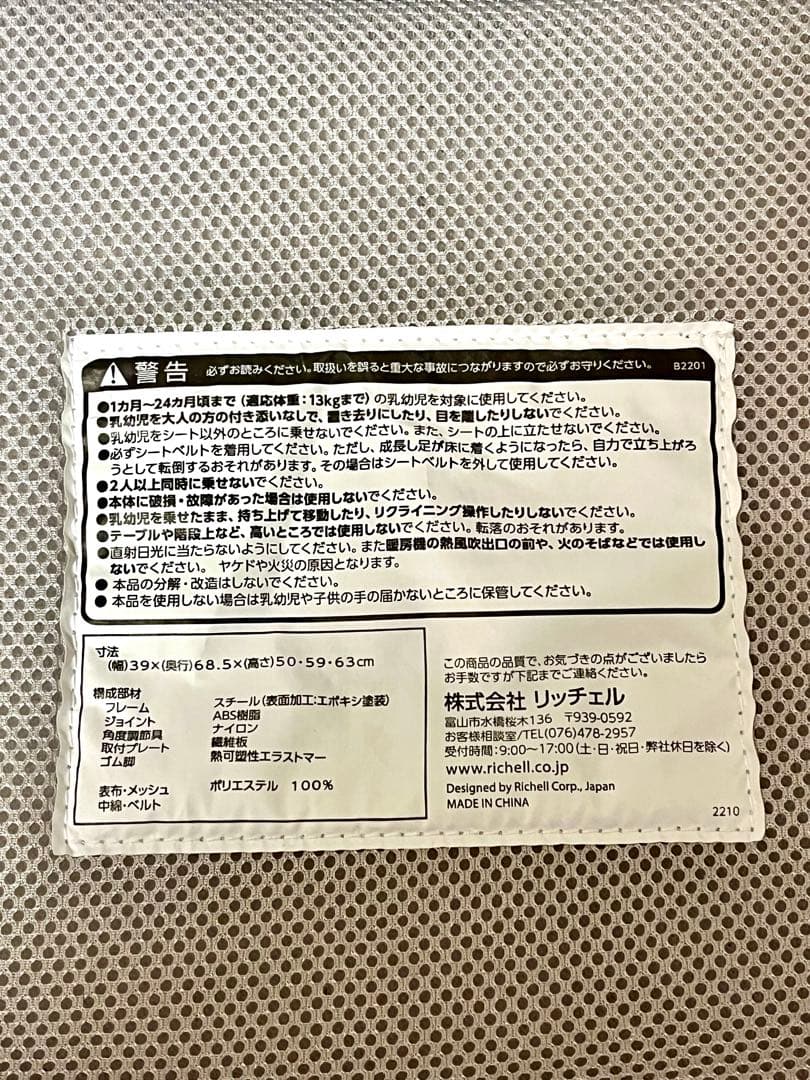 警告 必ずお読みください。取扱いを誤ると重大な事故につながりますので必ずお守りください。 B2201
●1カ月〜24カ月頃まで（適応体重：13kgまで）の乳幼児を対象に使用してください。
●乳幼児を大人の方の付き添いなしで、置き去りにしたり、目を離したりしないでください。
●乳幼児をシート以外のところに乗せないでください。また、シートの上に立たせないでください。
●必ずシートベルトを着用してください。ただし、成長し足が床に着くようになったら、自力で立ち上がろ
うとして転倒するおそれがあります。その場合はシートベルトを外して使用してください。
●2人以上同時に乗せないでください。
●本体に破損・故障があった場合は使用しないでください。
●乳幼児を乗せたまま、持ち上げて移動したり、リクライニング操作したりしないでください。
●テーブルや階段上など、高いところでは使用しないでください。転落のおそれがあります。
●直射日光に当たらないようにしてください。また暖房機の熱風吹出口の前や、火のそばなどでは使用し
ないでください。 ヤケドや火災の原因となります。
● 本品の分解・改造はしないでください。
● 本品を使用しない場合は乳幼児や子供の手の届かないところに保管してください。
寸法
（幅）39×（奥行）68.5×（高さ）50・59・63cm
構成部材
フレーム スチール（表面加工：エポキシ塗装）
ジョイント ABS樹脂
角度調節具 ナイロン
取付プレート 繊維板
ゴム脚 熱可塑性エラストマー
表布・メッシュ ポリエステル 100%
中綿・ベルト
この商品の品質で、お気づきの点がございましたら
お手数ですが下記までご連絡ください。
株式会社 リッチェル
富山市水橋桜木136 〒939-0592
お客様相談室/TEL(076)478-2957
受付時間：9:00〜17:00（土・日・祝日・弊社休日を除く）
www.richell.co.jp
Designed by Richell Corp., Japan
MADE IN CHINA
2210